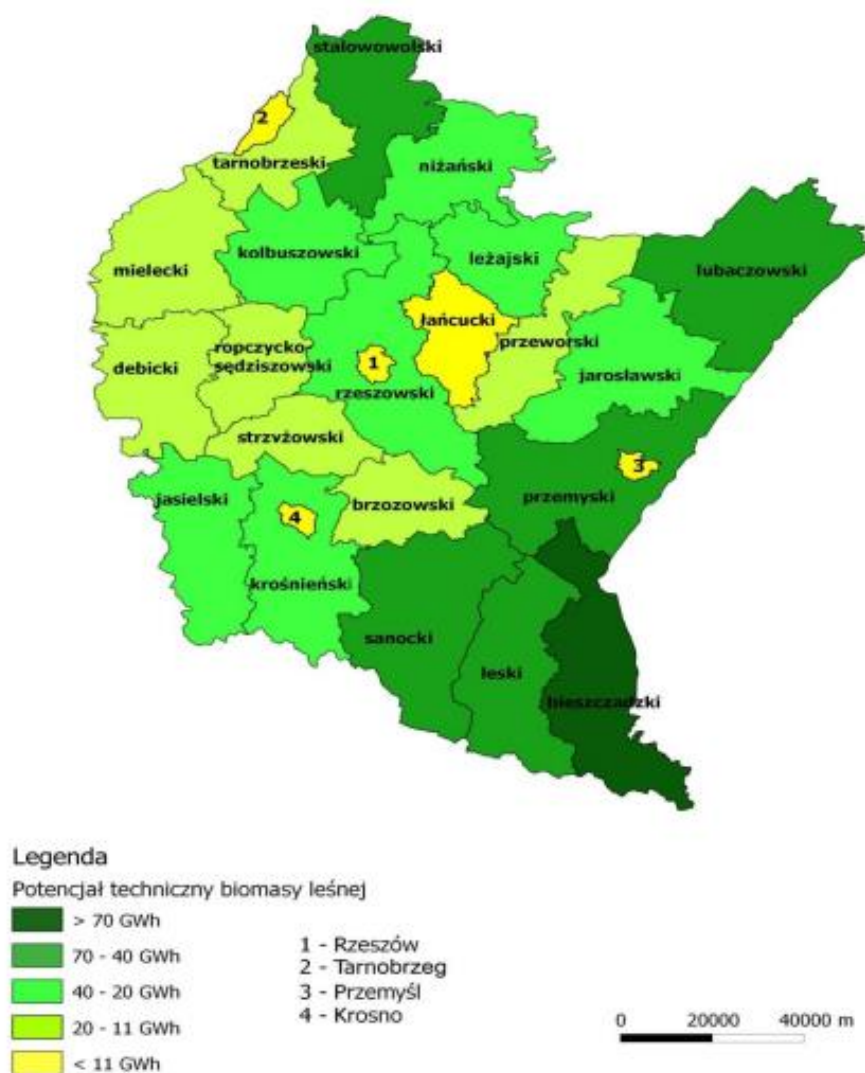 stalowowolski
2
tarnobrzeski
niżański
mielecki
kolbuszowski
leżajski
lubaczowski
łańcucki
debicki
ropczycko-
sędziszowski
1
rzeszowski
przeworski
jarosławski
strzyżowski
3
jasielski
4
brzozowski
przemyski
krośnieński
sanocki
leski
bieszczadzki
Legenda
Potencjał techniczny biomasy leśnej
> 70 GWh
70 - 40 GWh
40 - 20 GWh
20 - 11 GWh
< 11 GWh
1 - Rzeszów
2 - Tarnobrzeg
3 - Przemyśl
4 - Krosno
0 20000 40000 m